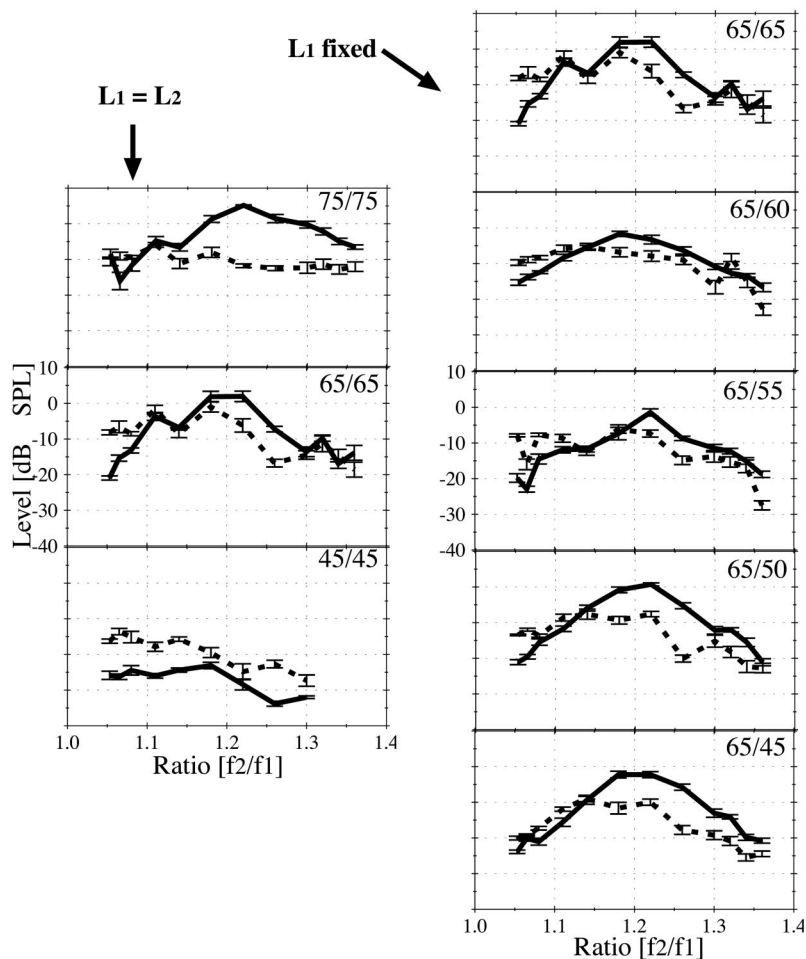 L1 fixed
65/65
L1 = L2
75/75
65/60
10
0
-10
-20
-30
-40
Level [dB SPL]
65/65
10
0
-10
-20
-30
-40
65/55
45/45
65/50
1.0 1.1 1.2 1.3 1.4
Ratio [f2/f1]
65/45
1.0 1.1 1.2 1.3 1.4
Ratio [f2/f1]